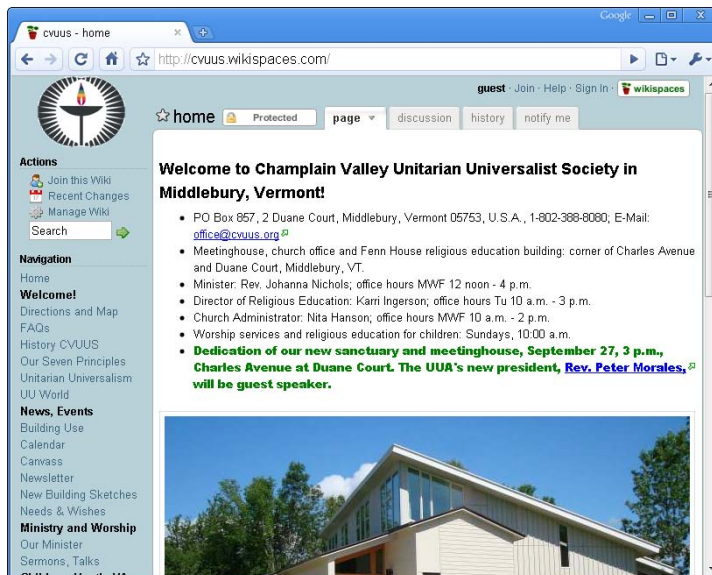 Google
cvuus - home
http://cvuus.wikispaces.com/
guest · Join · Help · Sign In · wikispaces
home Protected page discussion history notify me
Actions
Join this Wiki
Recent Changes
Manage Wiki
Search
Navigation
Home
Welcome!
Directions and Map
FAQs
History CVUUS
Our Seven Principles
Unitarian Universalism
UU World
News, Events
Building Use
Calendar
Canvass
Newsletter
New Building Sketches
Needs & Wishes
Ministry and Worship
Our Minister
Sermons, Talks
Welcome to Champlain Valley Unitarian Universalist Society in
Middlebury, Vermont!
PO Box 857, 2 Duane Court, Middlebury, Vermont 05753, U.S.A., 1-802-388-8080; E-Mail:
office@cvuus.org
Meetinghouse, church office and Fenn House religious education building: corner of Charles Avenue
and Duane Court, Middlebury, VT.
Minister: Rev. Johanna Nichols; office hours MWF 12 noon - 4 p.m.
Director of Religious Education: Karri Ingerson; office hours Tu 10 a.m. - 3 p.m.
Church Administrator: Nita Hanson; office hours MWF 10 a.m. - 2 p.m.
Worship services and religious education for children: Sundays, 10:00 a.m.
Dedication of our new sanctuary and meetinghouse, September 27, 3 p.m.,
Charles Avenue at Duane Court. The UUA's new president, Rev. Peter Morales,
will be guest speaker.